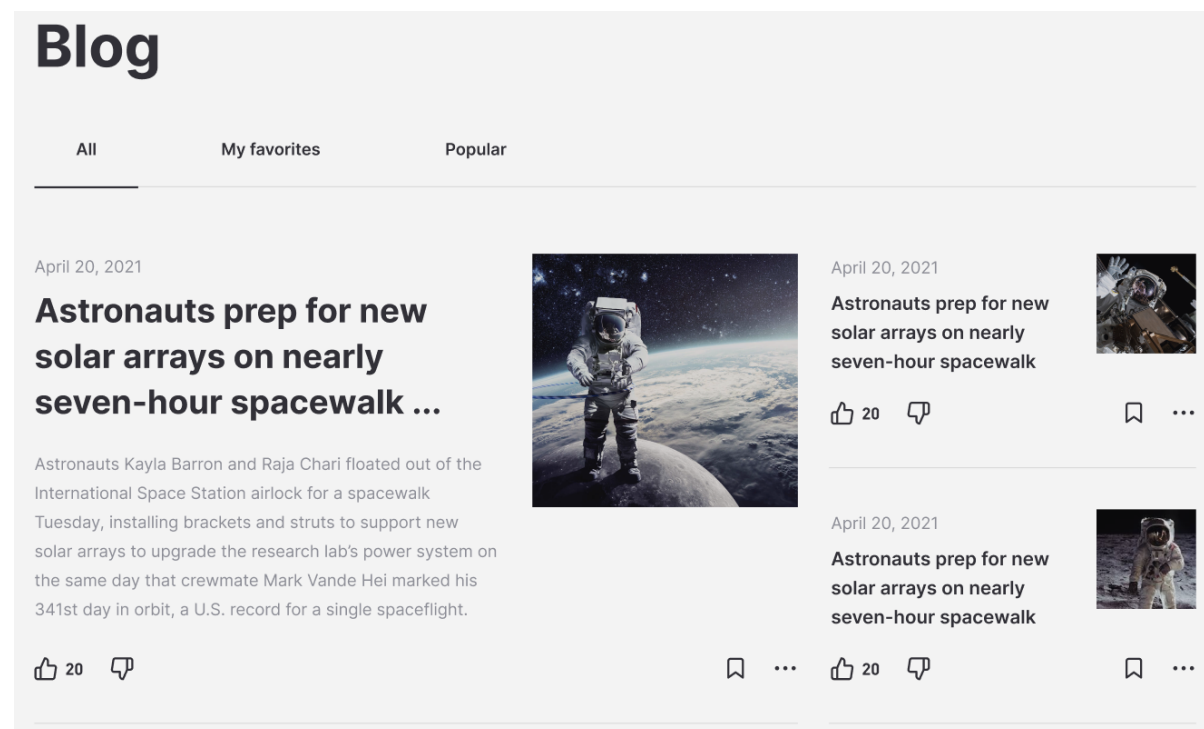 Blog
All My favorites Popular
April 20, 2021
Astronauts prep for new
solar arrays on nearly
seven-hour spacewalk ...
Astronauts Kayla Barron and Raja Chari floated out of the
International Space Station airlock for a spacewalk
Tuesday, installing brackets and struts to support new
solar arrays to upgrade the research lab’s power system on
the same day that crewmate Mark Vande Hei marked his
341st day in orbit, a U.S. record for a single spaceflight.
20
April 20, 2021
Astronauts prep for new
solar arrays on nearly
seven-hour spacewalk
20
April 20, 2021
Astronauts prep for new
solar arrays on nearly
seven-hour spacewalk
20